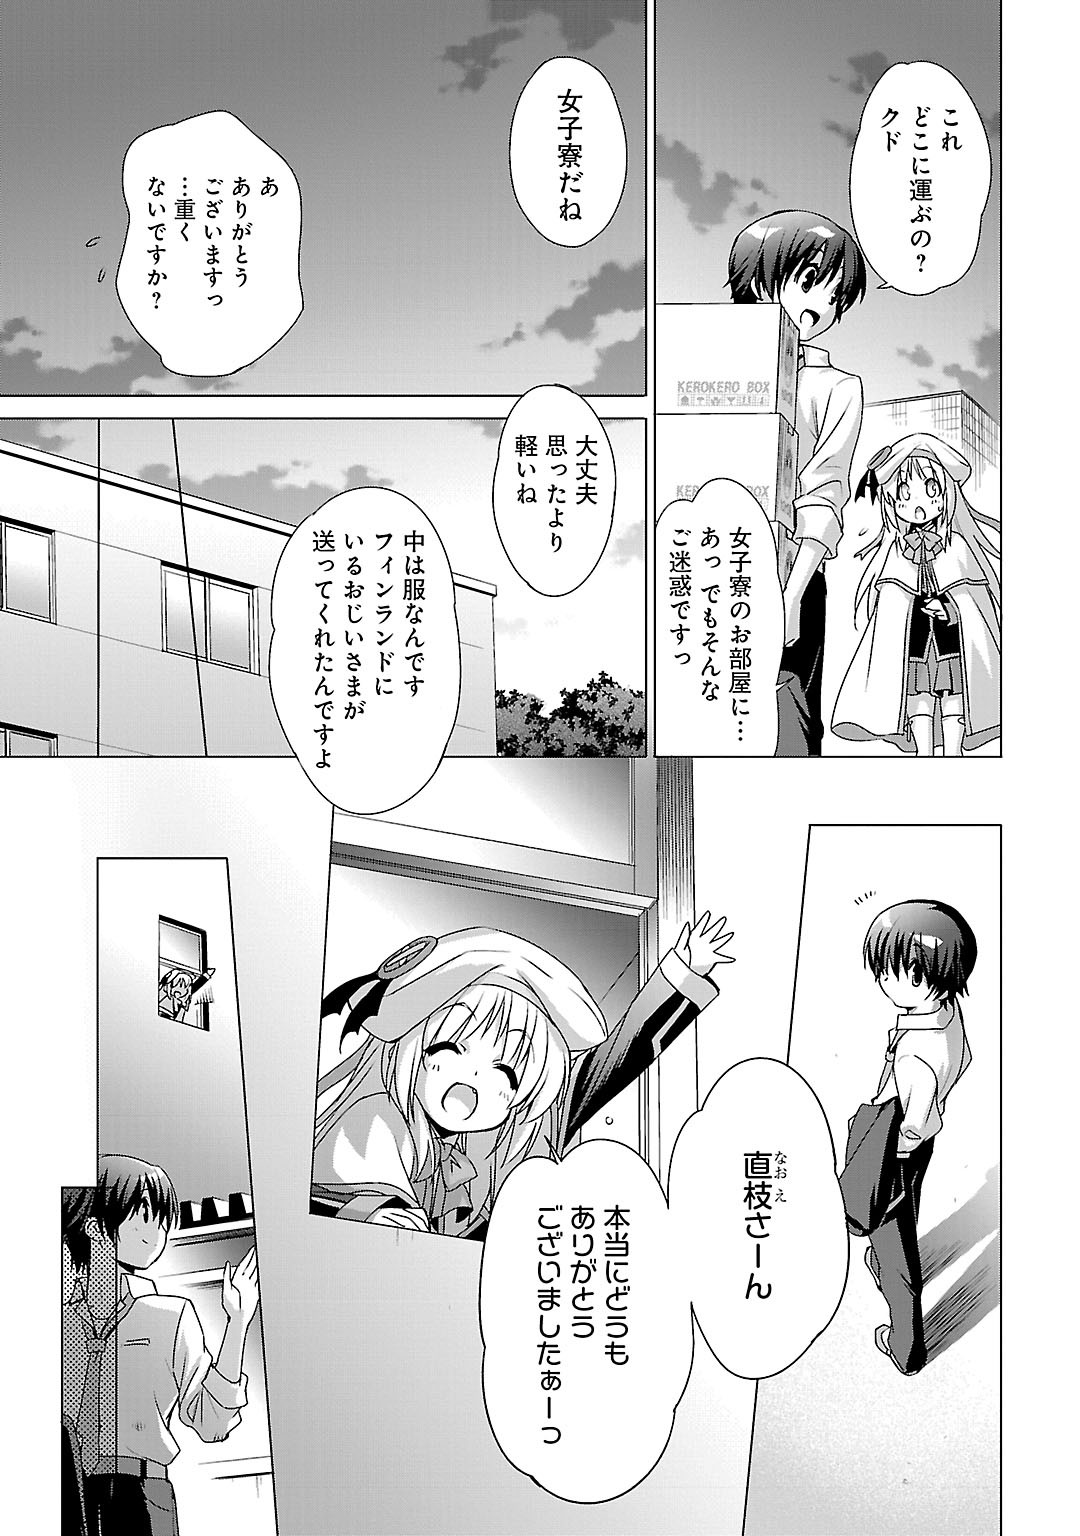 これ
どこに運ぶの？
クド
KEROKERO BOX
KEROKERO BOX
女子寮のお部屋に…
あっ でもそんな
ご迷惑ですっ
女子寮だね
あ
ありがとう
ございますっ
…重く
ないですか？
大丈夫
思ったより
軽いね
中は服なんです
フィンランドに
いるおじいさまが
送ってくれたんですよ
直枝さーん
なおえ
本当にどうも
ありがとう
ございましたぁーっ